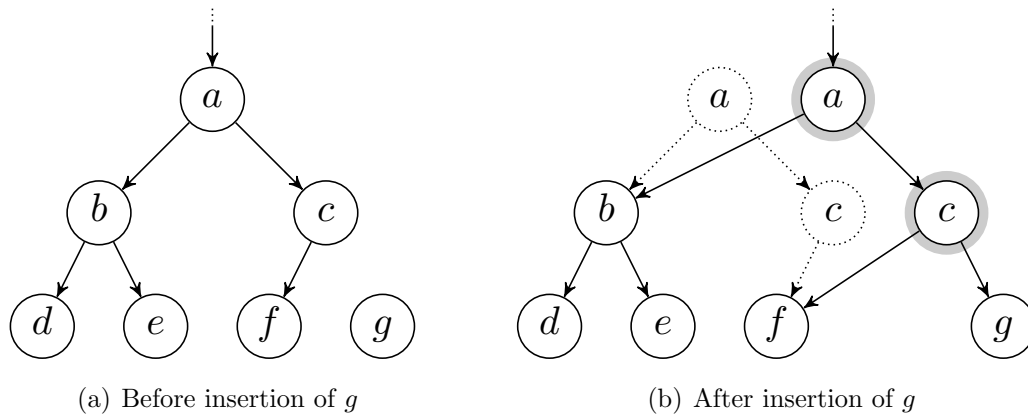 a
b
c
d
e
f
g
(a) Before insertion of g
a
a
b
c
c
d
e
f
g
(b) After insertion of g